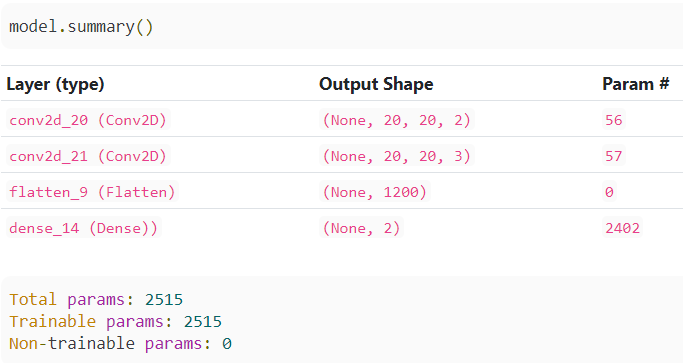 model.summary()
Layer (type) Output Shape Param #
conv2d_20 (Conv2D) (None, 20, 20, 2) 56
conv2d_21 (Conv2D) (None, 20, 20, 3) 57
flatten_9 (Flatten) (None, 1200) 0
dense_14 (Dense)) (None, 2) 2402
Total params: 2515
Trainable params: 2515
Non-trainable params: 0